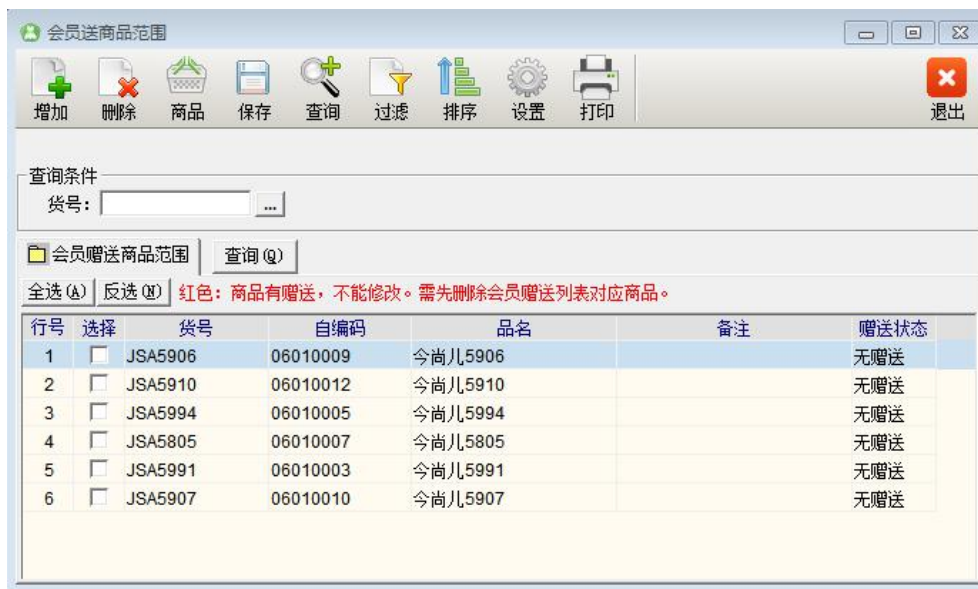 会员送商品范围
增加 删除 商品 保存 查询 过滤 排序 设置 打印 退出
查询条件
货号: ...
会员赠送商品范围 查询(Q)
全选(A) 反选(N) 红色：商品有赠送，不能修改。需先删除会员赠送列表对应商品。
行号 选择 货号 自编码 品名 备注 赠送状态
1 JSA5906 06010009 今尚儿5906 无赠送
2 JSA5910 06010012 今尚儿5910 无赠送
3 JSA5994 06010005 今尚儿5994 无赠送
4 JSA5805 06010007 今尚儿5805 无赠送
5 JSA5991 06010003 今尚儿5991 无赠送
6 JSA5907 06010010 今尚儿5907 无赠送